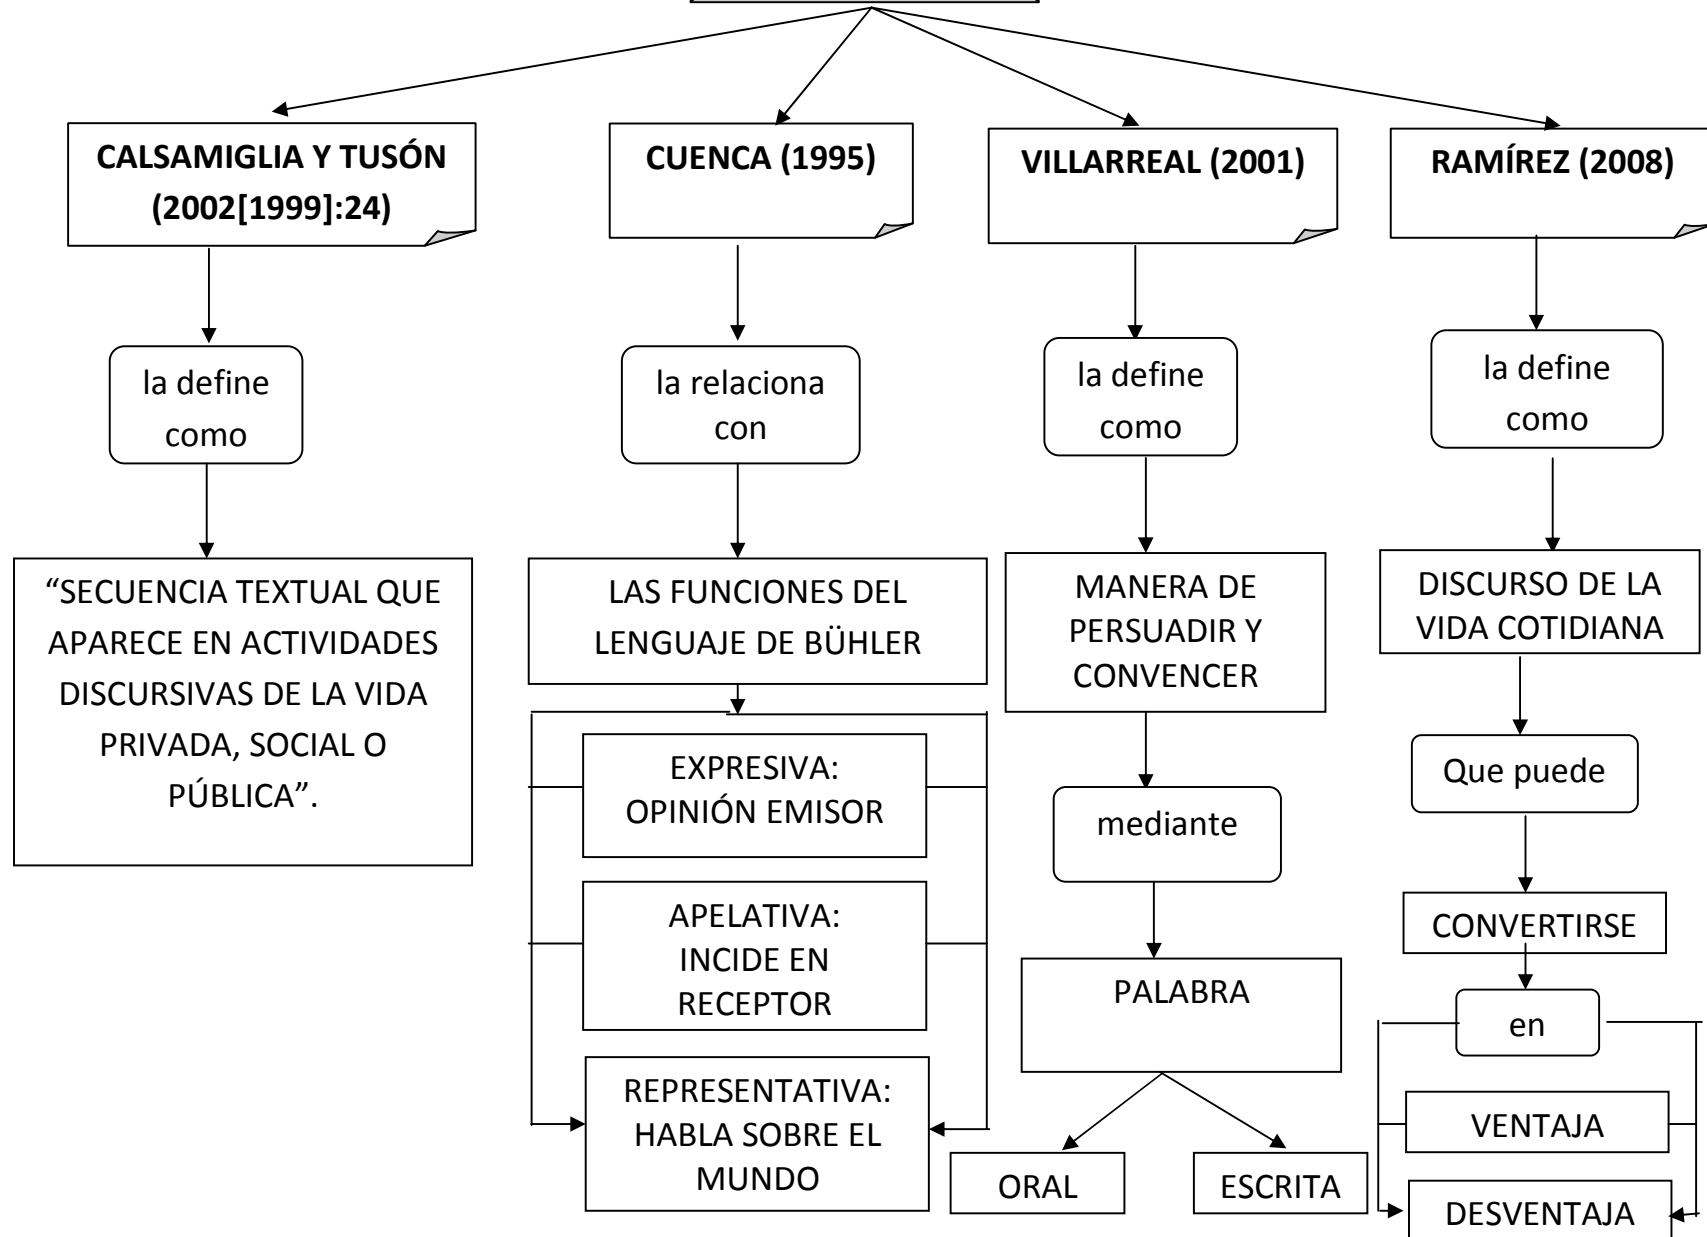 CALSAMIGLIA Y TUSÓN
(2002[1999]:24)
la define
como
“SECUENCIA TEXTUAL QUE
APARECE EN ACTIVIDADES
DISCURSIVAS DE LA VIDA
PRIVADA, SOCIAL O
PÚBLICA”.
CUENCA (1995)
la relaciona
con
LAS FUNCIONES DEL
LENGUAJE DE BÜHLER
EXPRESIVA:
OPINIÓN EMISOR
APELATIVA:
INCIDE EN
RECEPTOR
REPRESENTATIVA:
HABLA SOBRE EL
MUNDO
VILLARREAL (2001)
la define
como
MANERA DE
PERSUADIR Y
CONVENCER
mediante
PALABRA
ORAL
ESCRITA
RAMÍREZ (2008)
la define
como
DISCURSO DE LA
VIDA COTIDIANA
Que puede
CONVERTIRSE
en
VENTAJA
DESVENTAJA